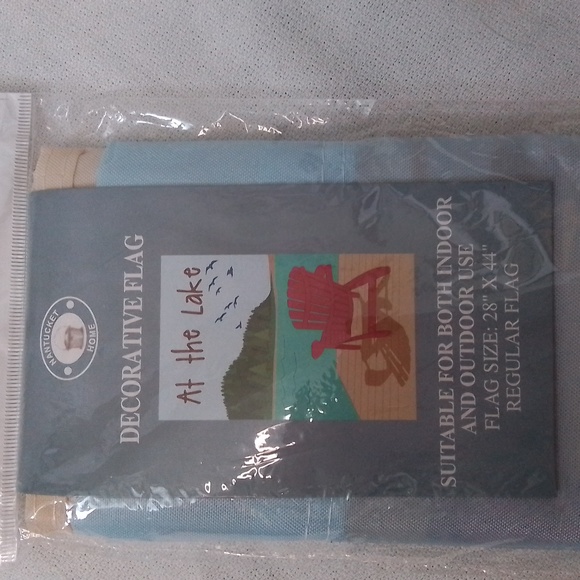 NANTUCKET
HOME
DECORATIVE FLAG
At the Lake
SUITABLE FOR BOTH INDOOR
AND OUTDOOR USE
FLAG SIZE: 28" X 44"
REGULAR FLAG